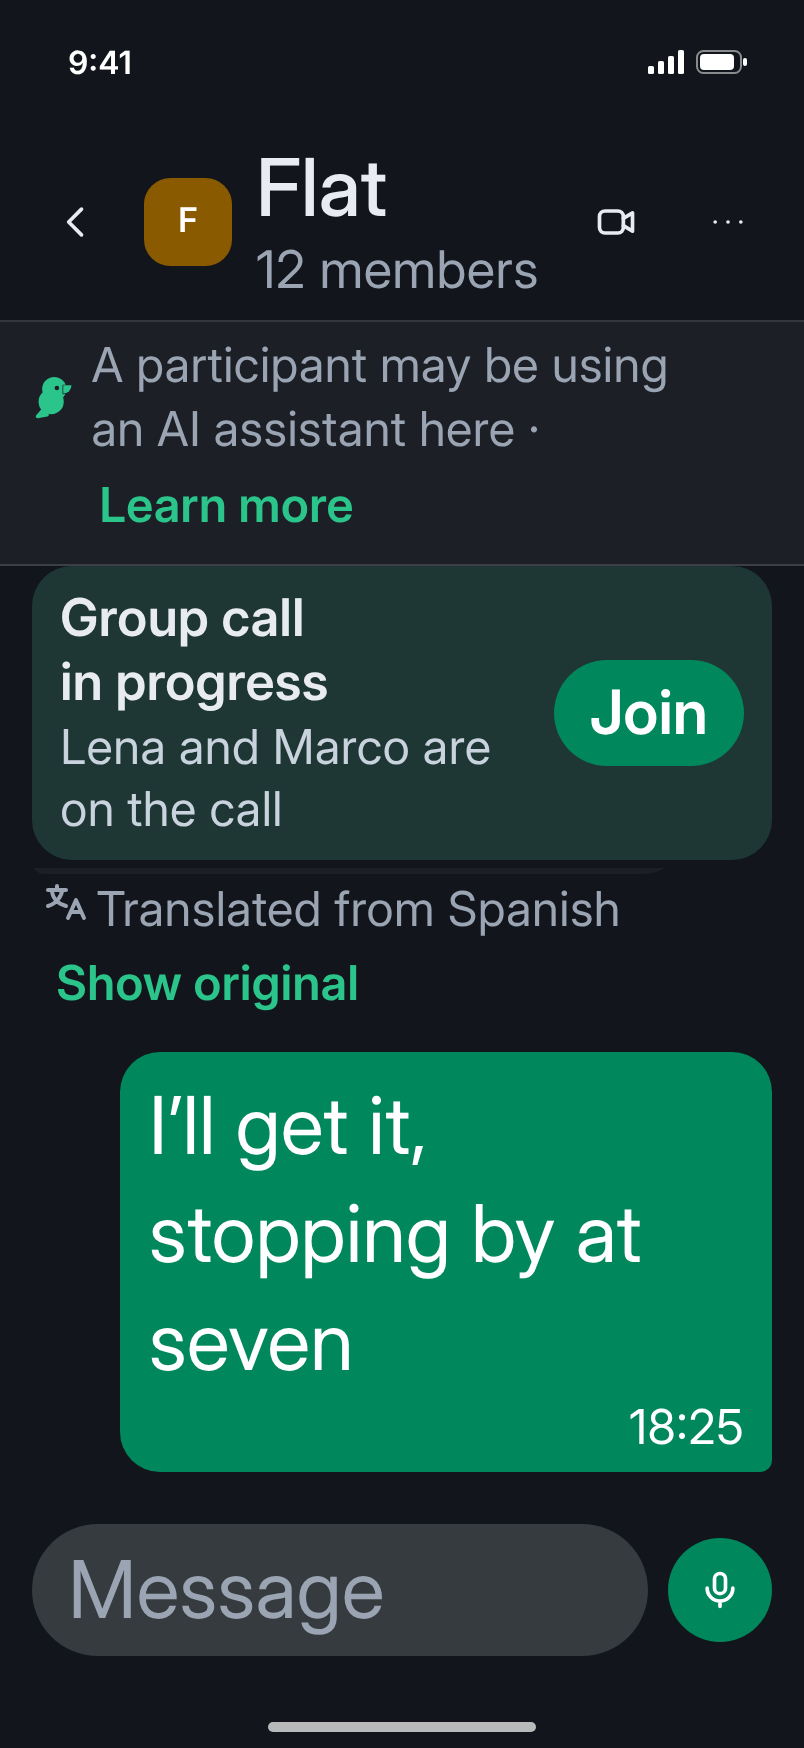 9:41
F
Flat
12 members
A participant may be using
an AI assistant here ·
Learn more
Group call
in progress
Lena and Marco are
on the call
Join
Translated from Spanish
Show original
I’ll get it,
stopping by at
seven
18:25
Message